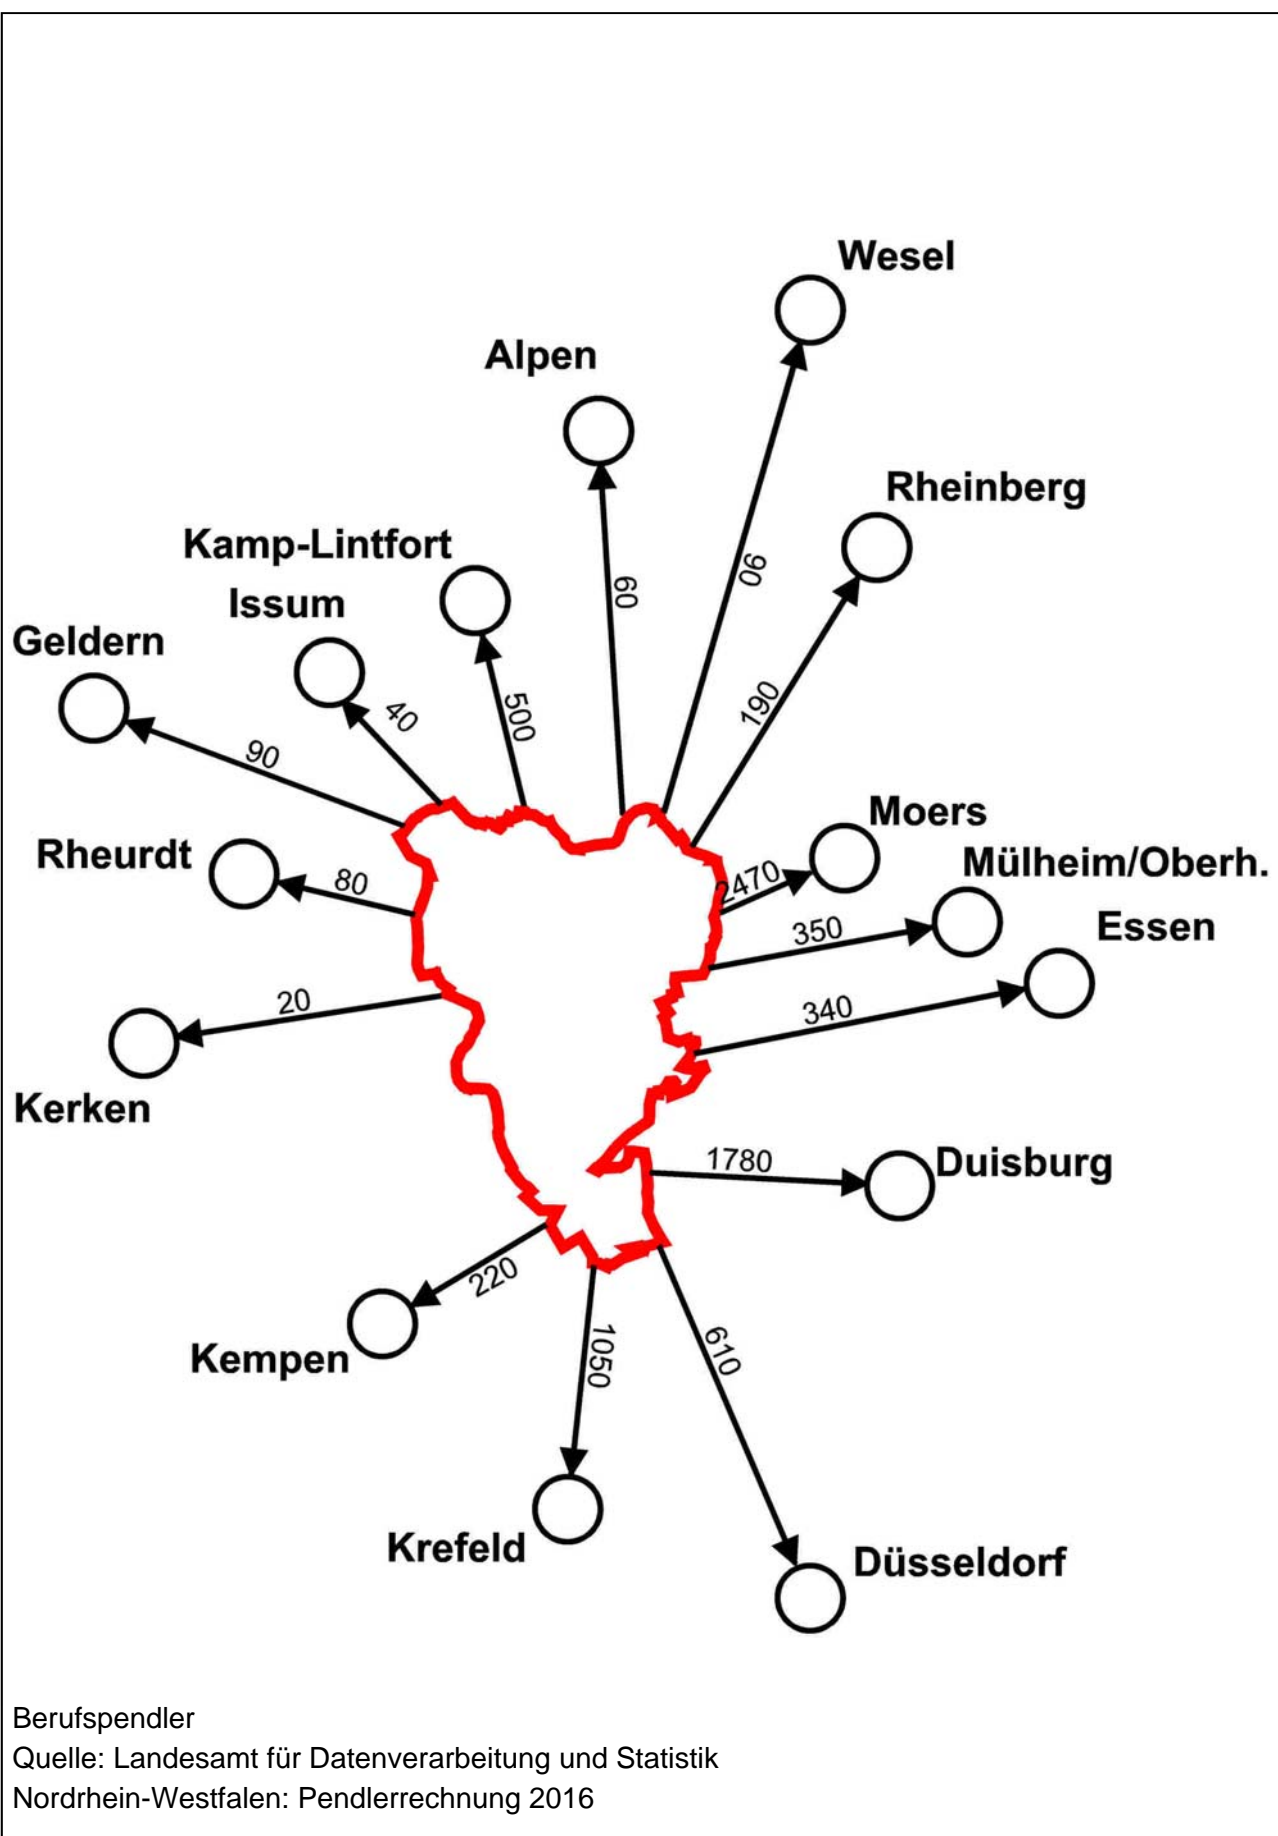 Wesel
Alpen
Rheinberg
Kamp-Lintfort
Issum
Geldern
60
90
190
500
40
90
Moers
Rheurdt
80
2470
Mülheim/Oberh.
350
Essen
20
340
Kerken
1780
Duisburg
220
Kempen
1050
610
Krefeld
Düsseldorf
Berufspendler
Quelle: Landesamt für Datenverarbeitung und Statistik
Nordrhein-Westfalen: Pendlerrechnung 2016